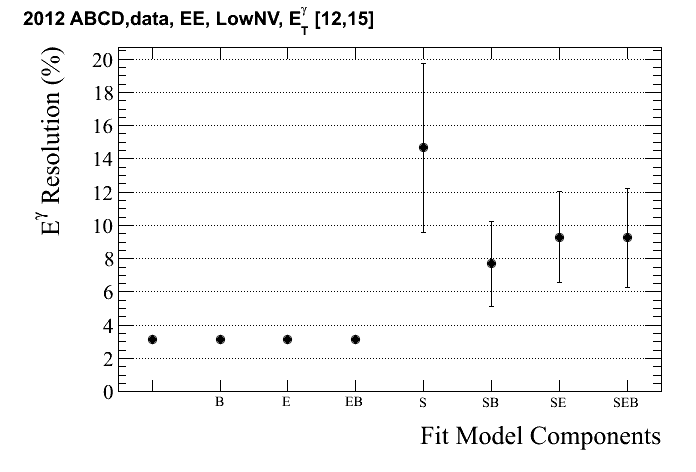 2012 ABCD,data, EE, LowNV, E_T^γ [12,15]
E^γ Resolution (%)
20
18
16
14
12
10
8
6
4
2
0
B E EB S SB SE SEB
Fit Model Components